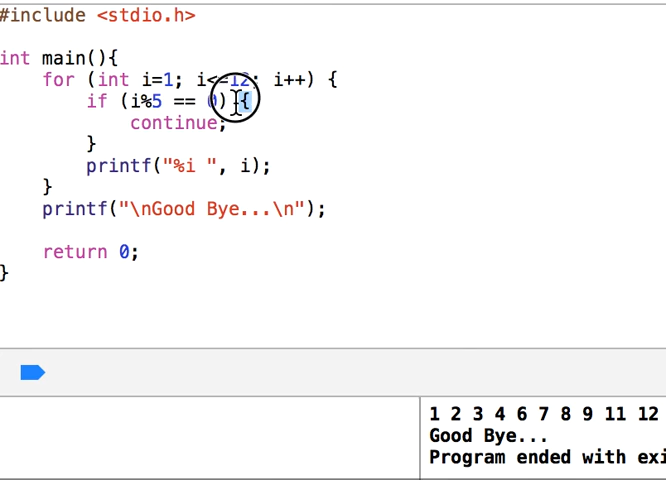 #include <stdio.h>
int main(){
for (int i=1; i<=12; i++) {
if (i%5 == 0) {
continue;
}
printf("%i ", i);
}
printf("\nGood Bye...\n");
return 0;
}
1 2 3 4 6 7 8 9 11 12
Good Bye...
Program ended with exi